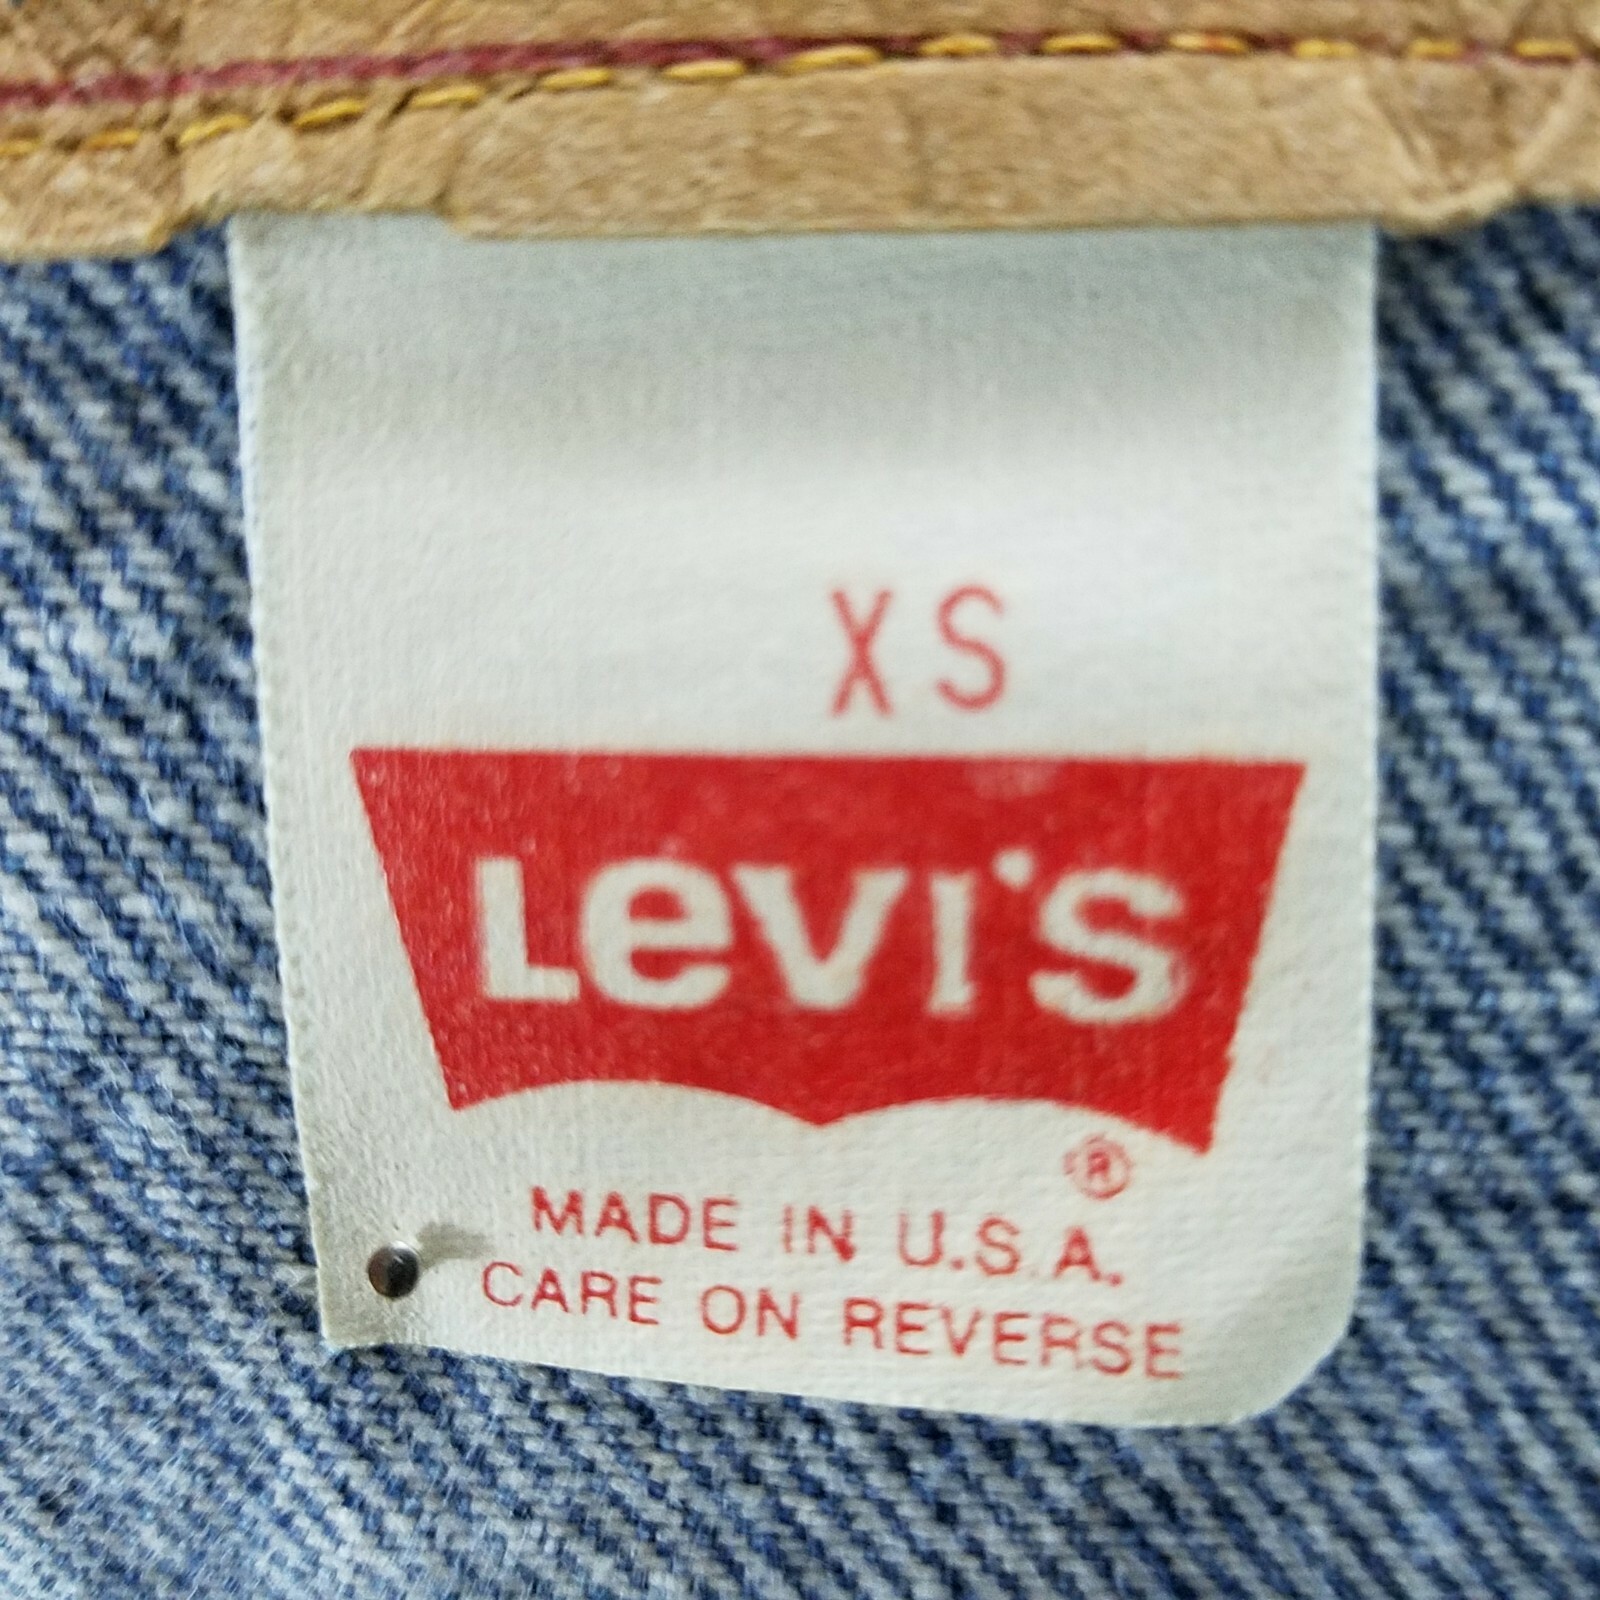 XS
Levi's
®
MADE IN U.S.A.
CARE ON REVERSE